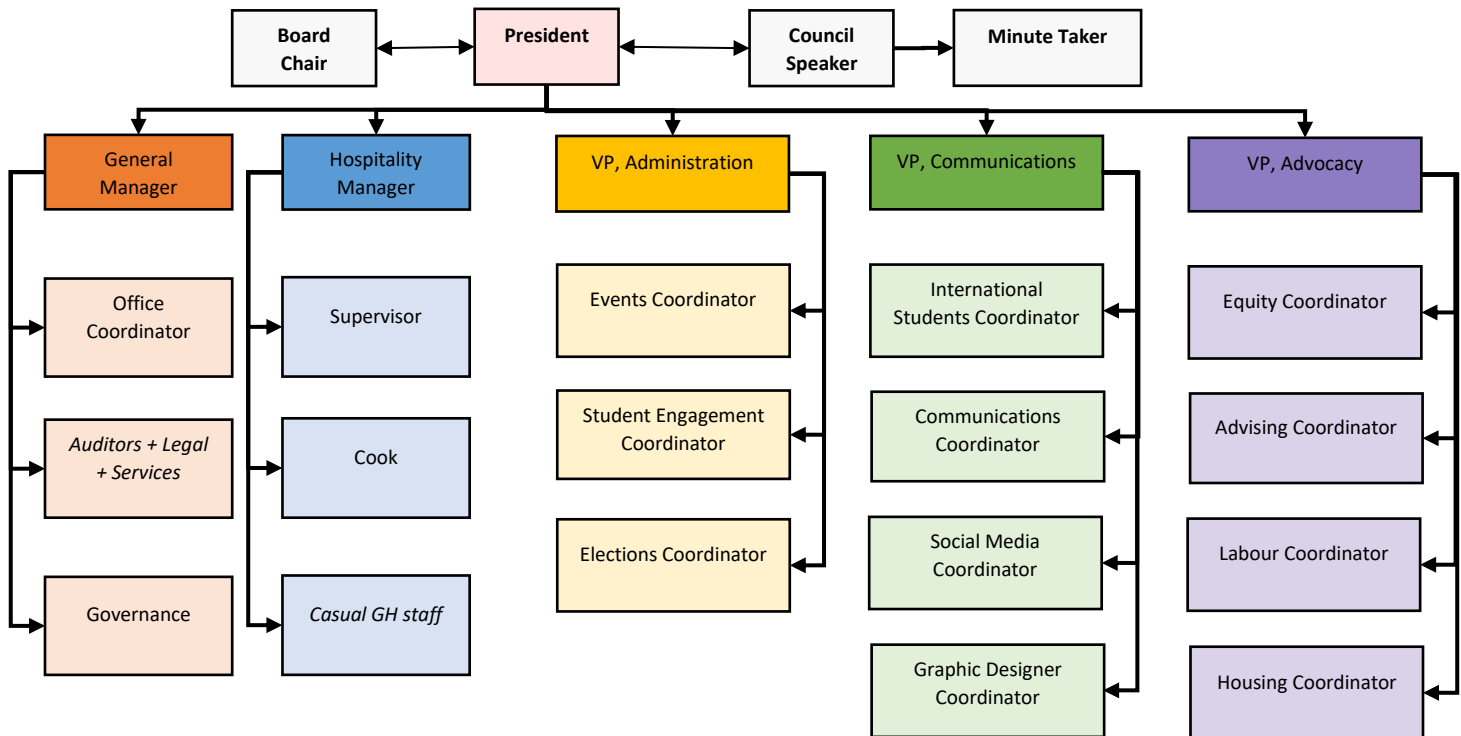 Board
Chair
President
Council
Speaker
Minute Taker
General
Manager
Hospitality
Manager
VP, Administration
VP, Communications
VP, Advocacy
Office
Coordinator
Supervisor
Events Coordinator
International
Students Coordinator
Equity Coordinator
Auditors + Legal
+ Services
Cook
Student Engagement
Coordinator
Communications
Coordinator
Advising Coordinator
Governance
Casual GH staff
Elections Coordinator
Social Media
Coordinator
Labour Coordinator
Graphic Designer
Coordinator
Housing Coordinator